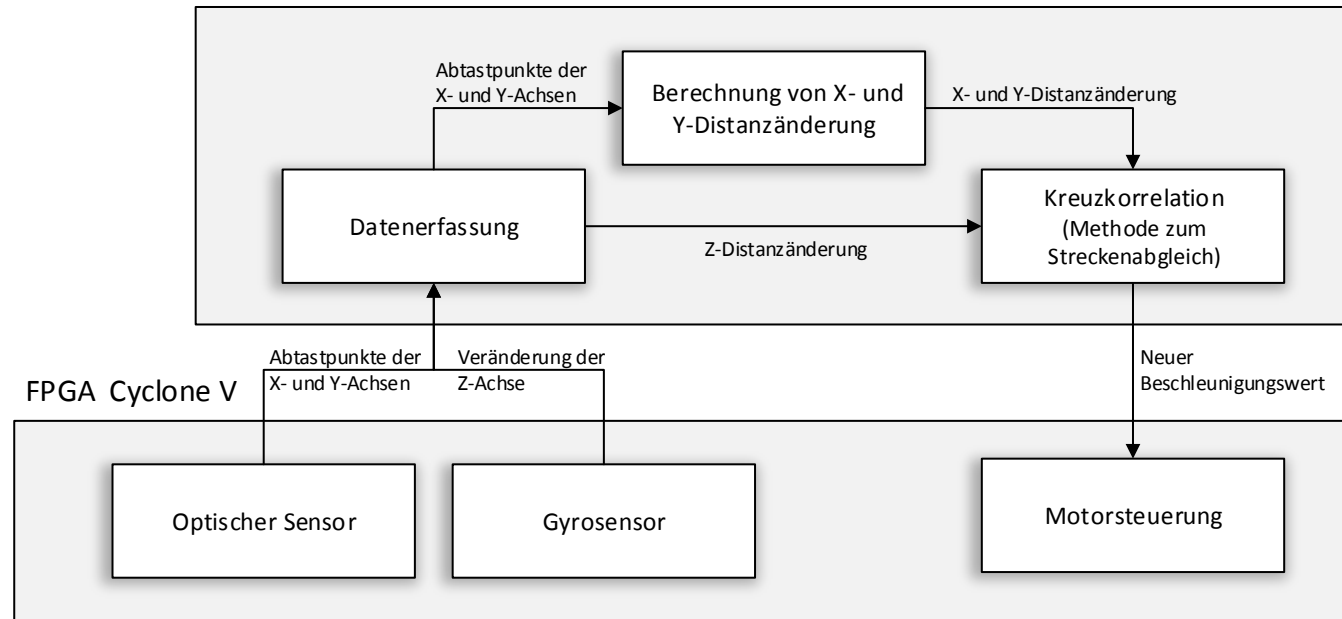 Abtastpunkte der
X- und Y-Achsen
Berechnung von X- und
Y-Distanzänderung
X- und Y-Distanzänderung
Datenerfassung
Z-Distanzänderung
Kreuzkorrelation
(Methode zum
Streckenabgleich)
Abtastpunkte der
X- und Y-Achsen
Veränderung der
Z-Achse
Neuer
Beschleunigungswert
FPGA Cyclone V
Optischer Sensor
Gyrosensor
Motorsteuerung